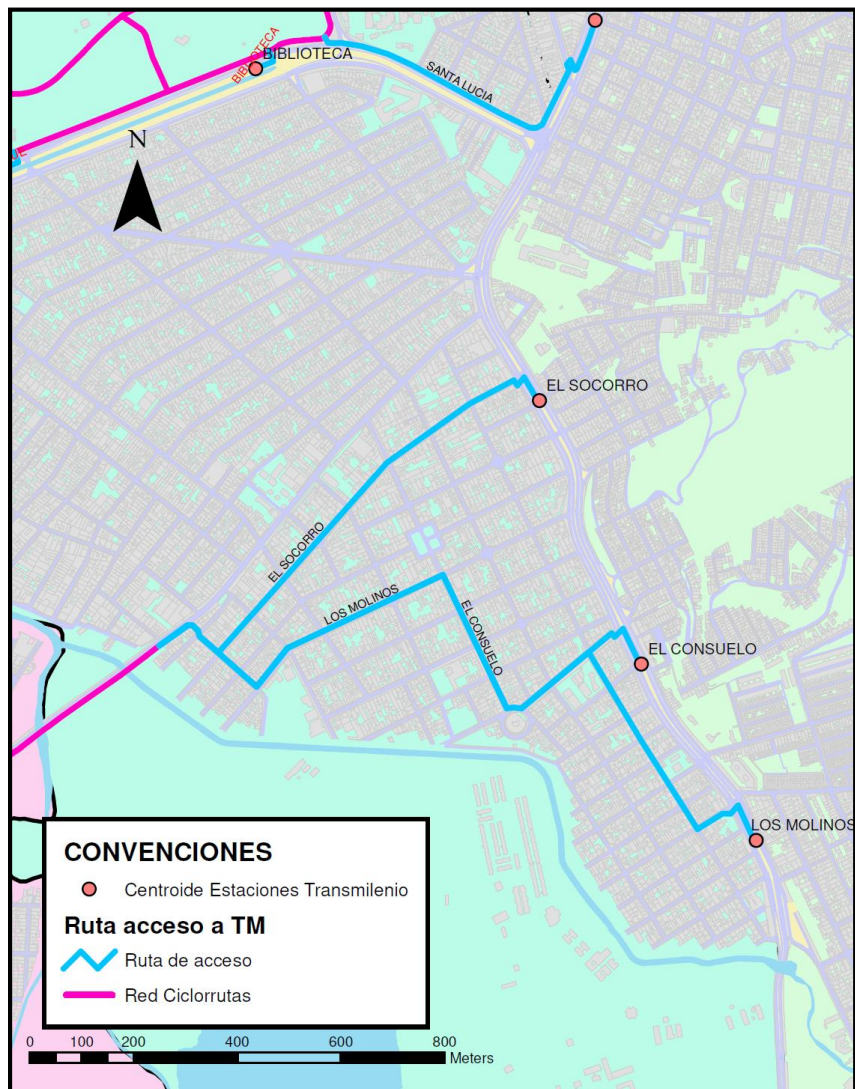 BIBLIOTECA
BIBLIOTECA
SANTA LUCIA
N
EL SOCORRO
EL SOCORRO
LOS MOLINOS
EL CONSUELO
EL CONSUELO
LOS MOLINOS
CONVENCIONES
Centroide Estaciones Transmilenio
Ruta acceso a TM
Ruta de acceso
Red Ciclorrutas
0 100 200 400 600 800
Meters